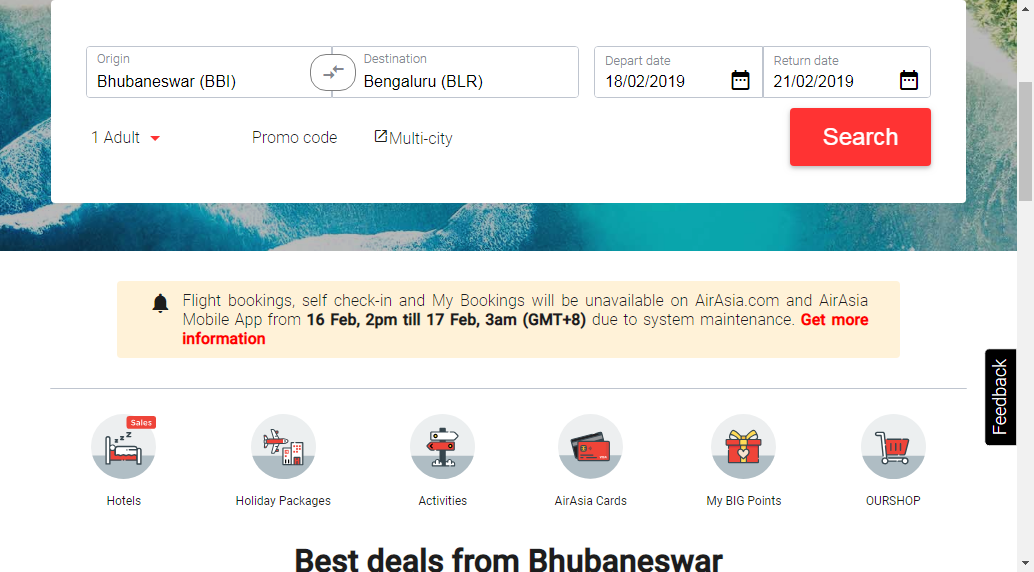 Origin
Destination
Depart date
Return date
Bhubaneswar (BBI)
Bengaluru (BLR)
18/02/2019
21/02/2019
1 Adult
Promo code
Multi-city
Search
Flight bookings, self check-in and My Bookings will be unavailable on AirAsia.com and AirAsia
Mobile App from 16 Feb, 2pm till 17 Feb, 3am (GMT+8) due to system maintenance. Get more
information
Feedback
Sales
z z z
Hotels
Holiday Packages
Activities
AirAsia Cards
My BIG Points
OURSHOP
Best deals from Bhubaneswar